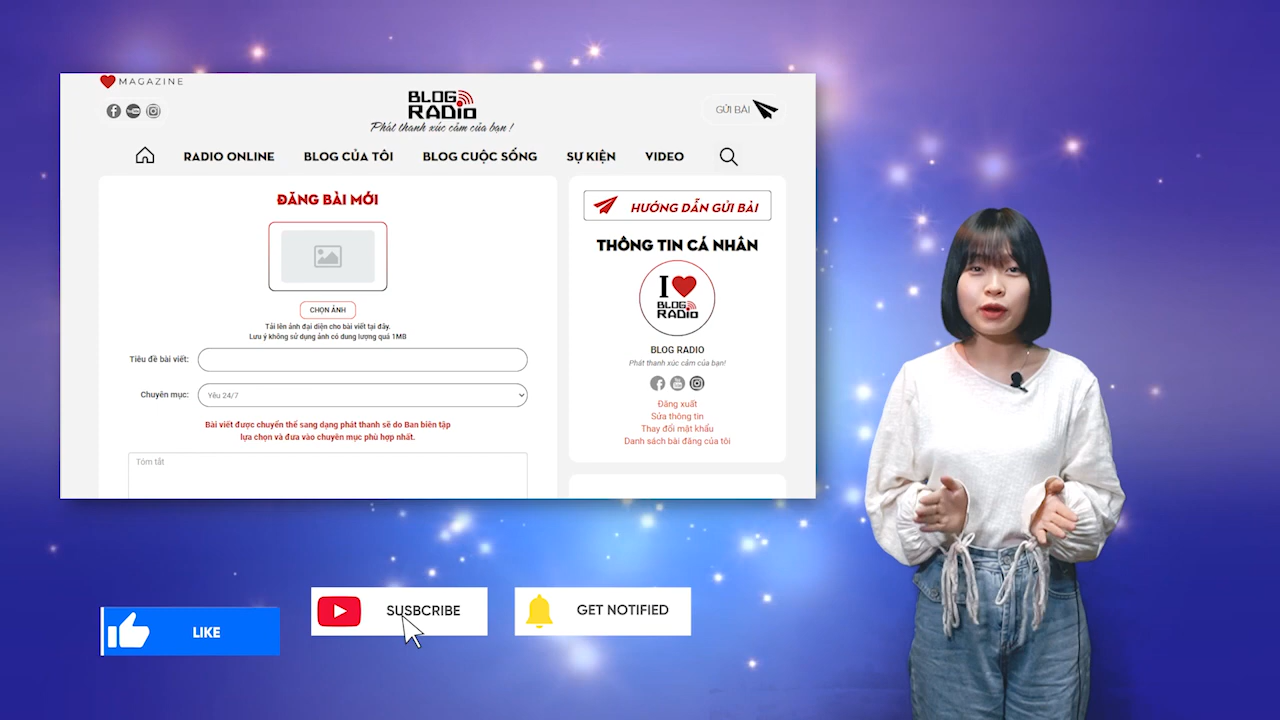 MAGAZINE
BLOG
RADIO
Phát thanh xúc cảm của bạn !
GỬI BÀI
RADIO ONLINE
BLOG CỦA TÔI
BLOG CUỘC SỐNG
SỰ KIỆN
VIDEO
ĐĂNG BÀI MỚI
CHỌN ẢNH
Tải lên ảnh đại diện cho bài viết tại đây.
Lưu ý không sử dụng ảnh có dung lượng quá 1MB
Tiêu đề bài viết:
Chuyên mục:
Yêu 24/7
Bài viết được chuyển thể sang dạng phát thanh sẽ do Ban biên tập
lựa chọn và đưa vào chuyên mục phù hợp nhất.
Tóm tắt
HƯỚNG DẪN GỬI BÀI
THÔNG TIN CÁ NHÂN
I
BLOG
RADIO
BLOG RADIO
Phát thanh xúc cảm của bạn!
Đăng xuất
Sửa thông tin
Thay đổi mật khẩu
Danh sách bài đăng của tôi
LIKE
SUSBCRIBE
GET NOTIFIED